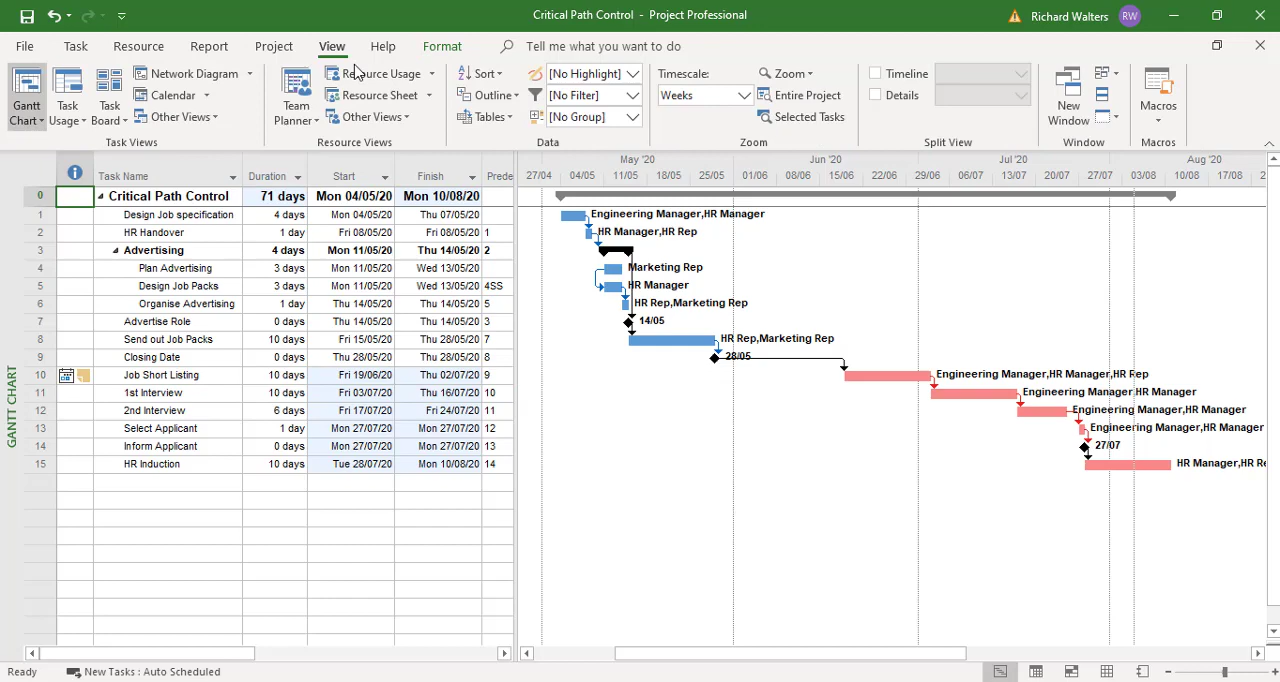 Critical Path Control - Project Professional
Richard Walters RW
File Task Resource Report Project View Help Format Tell me what you want to do
Gantt Chart
Task Usage
Task Board
Network Diagram
Calendar
Other Views
Task Views
Team Planner
Resource Usage
Resource Sheet
Other Views
Resource Views
Sort
Outline
Tables
[No Highlight]
[No Filter]
[No Group]
Data
Timescale:
Weeks
Zoom
Entire Project
Selected Tasks
Zoom
Timeline
Details
Split View
New Window
Window
Macros
Macros
Task Name Duration Start Finish Prede
May '20 Jun '20 Jul '20 Aug '20
27/04 04/05 11/05 18/05 25/05 01/06 08/06 15/06 22/06 29/06 06/07 13/07 20/07 27/07 03/08 10/08 17/08 2
GANTT CHART
0 Critical Path Control 71 days Mon 04/05/20 Mon 10/08/20
1 Design Job specification 4 days Mon 04/05/20 Thu 07/05/20 Engineering Manager,HR Manager
2 HR Handover 1 day Fri 08/05/20 Fri 08/05/20 1 HR Manager,HR Rep
3 Advertising 4 days Mon 11/05/20 Thu 14/05/20 2
4 Plan Advertising 3 days Mon 11/05/20 Wed 13/05/20 Marketing Rep
5 Design Job Packs 3 days Mon 11/05/20 Wed 13/05/20 4SS HR Manager
6 Organise Advertising 1 day Thu 14/05/20 Thu 14/05/20 5 HR Rep,Marketing Rep
7 Advertise Role 0 days Thu 14/05/20 Thu 14/05/20 3 14/05
8 Send out Job Packs 10 days Fri 15/05/20 Thu 28/05/20 7 HR Rep,Marketing Rep
9 Closing Date 0 days Thu 28/05/20 Thu 28/05/20 8 28/05
10 Job Short Listing 10 days Fri 19/06/20 Thu 02/07/20 9 Engineering Manager,HR Manager,HR Rep
11 1st Interview 10 days Fri 03/07/20 Thu 16/07/20 10 Engineering Manager,HR Manager
12 2nd Interview 6 days Fri 17/07/20 Fri 24/07/20 11 Engineering Manager,HR Manager
13 Select Applicant 1 day Mon 27/07/20 Mon 27/07/20 12 Engineering Manager,HR Manager
14 Inform Applicant 0 days Mon 27/07/20 Mon 27/07/20 13 27/07
15 HR Induction 10 days Tue 28/07/20 Mon 10/08/20 14 HR Manager,HR Re
Ready New Tasks : Auto Scheduled